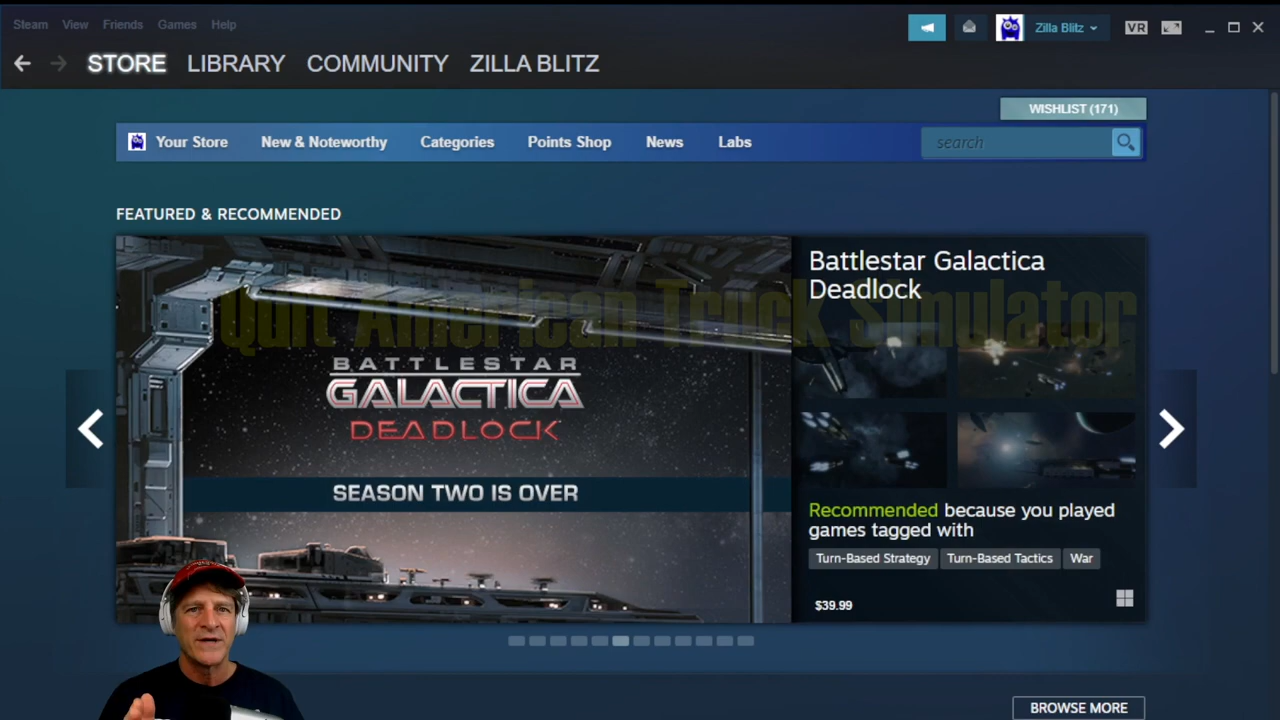 Steam View Friends Games Help
Zilla Blitz
VR
STORE LIBRARY COMMUNITY ZILLA BLITZ
WISHLIST (171)
Your Store New & Noteworthy Categories Points Shop News Labs search
FEATURED & RECOMMENDED
Battlestar Galactica
Deadlock
Quit American Truck Simulator
BATTLESTAR
GALACTICA
DEADLOCK
SEASON TWO IS OVER
Recommended because you played
games tagged with
Turn-Based Strategy Turn-Based Tactics War
$39.99
BROWSE MORE